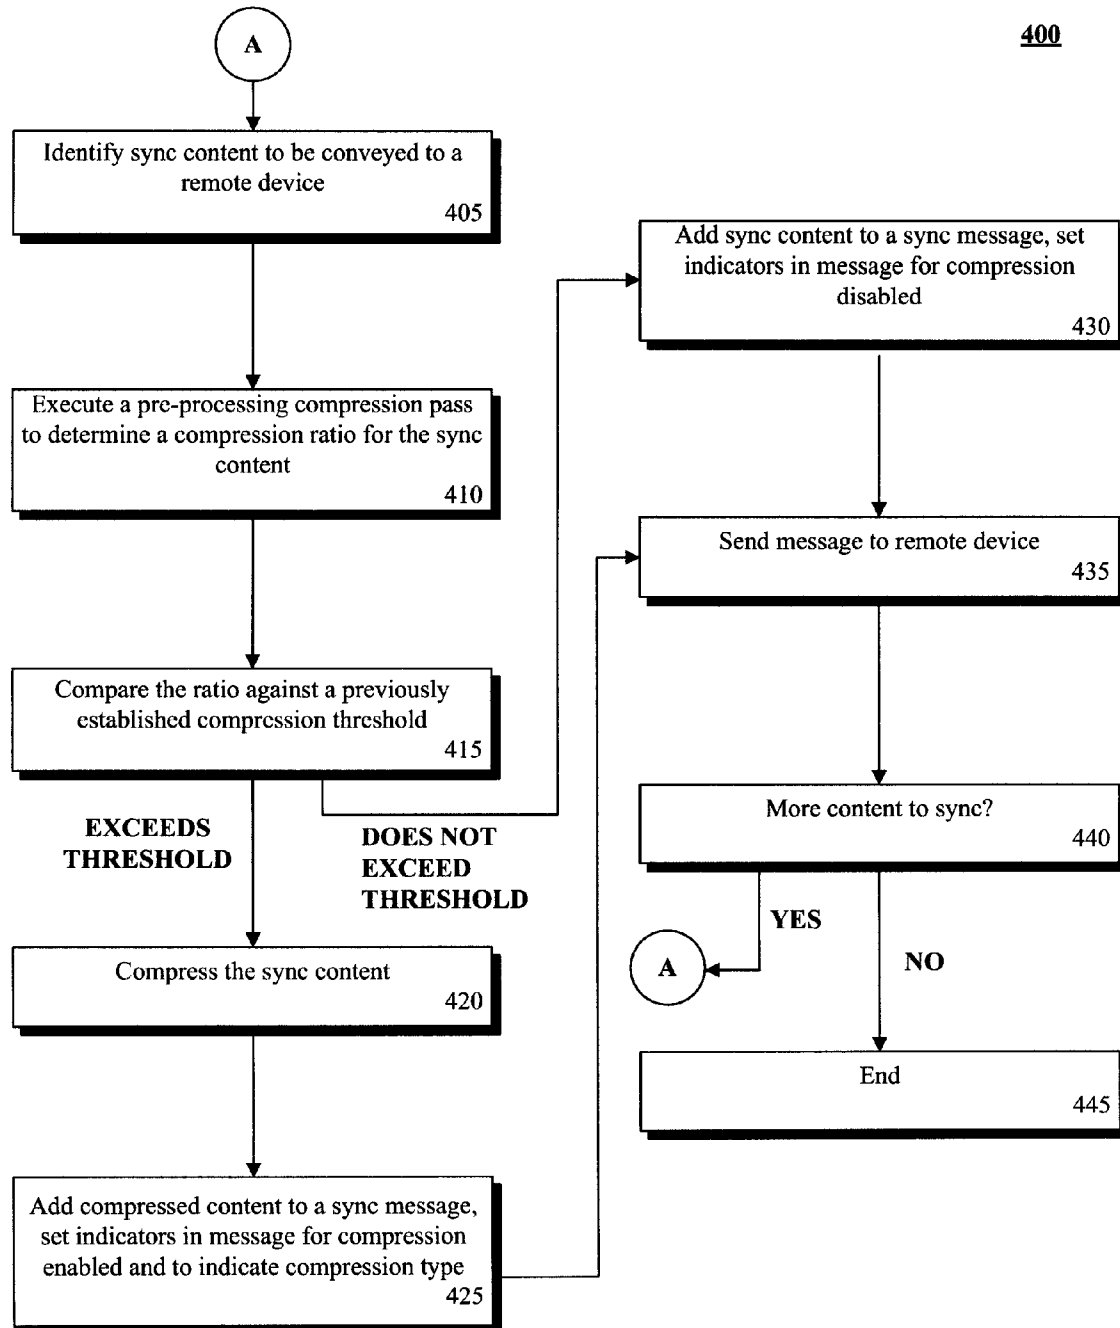 A
400
Identify sync content to be conveyed to a
remote device
405
Execute a pre-processing compression pass
to determine a compression ratio for the sync
content
410
Compare the ratio against a previously
established compression threshold
415
EXCEEDS
THRESHOLD
DOES NOT
EXCEED
THRESHOLD
Compress the sync content
420
Add compressed content to a sync message,
set indicators in message for compression
enabled and to indicate compression type
425
Add sync content to a sync message, set
indicators in message for compression
disabled
430
Send message to remote device
435
More content to sync?
440
YES
A
NO
End
445